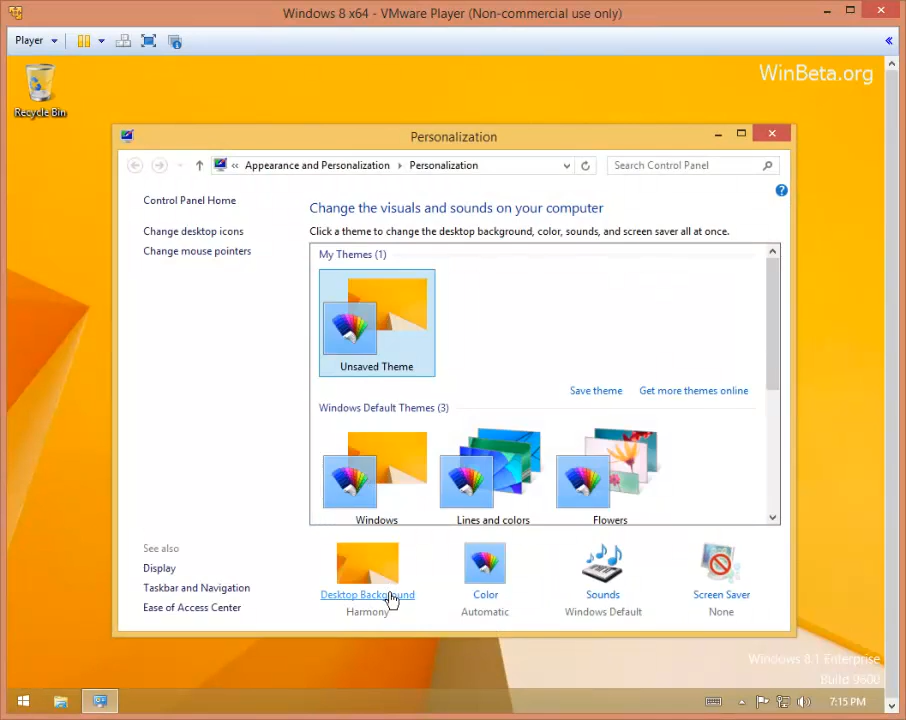 Windows 8 x64 - VMware Player (Non-commercial use only)
Player
WinBeta.org
Recycle Bin
Personalization
Appearance and Personalization
Personalization
Search Control Panel
Control Panel Home
Change desktop icons
Change mouse pointers
Change the visuals and sounds on your computer
Click a theme to change the desktop background, color, sounds, and screen saver all at once.
My Themes (1)
Unsaved Theme
Save theme
Get more themes online
Windows Default Themes (3)
Windows
Lines and colors
Flowers
See also
Display
Taskbar and Navigation
Ease of Access Center
Desktop Background
Harmony
Color
Automatic
Sounds
Windows Default
Screen Saver
None
Windows 8.1 Enterprise
Build 9600
7:15 PM